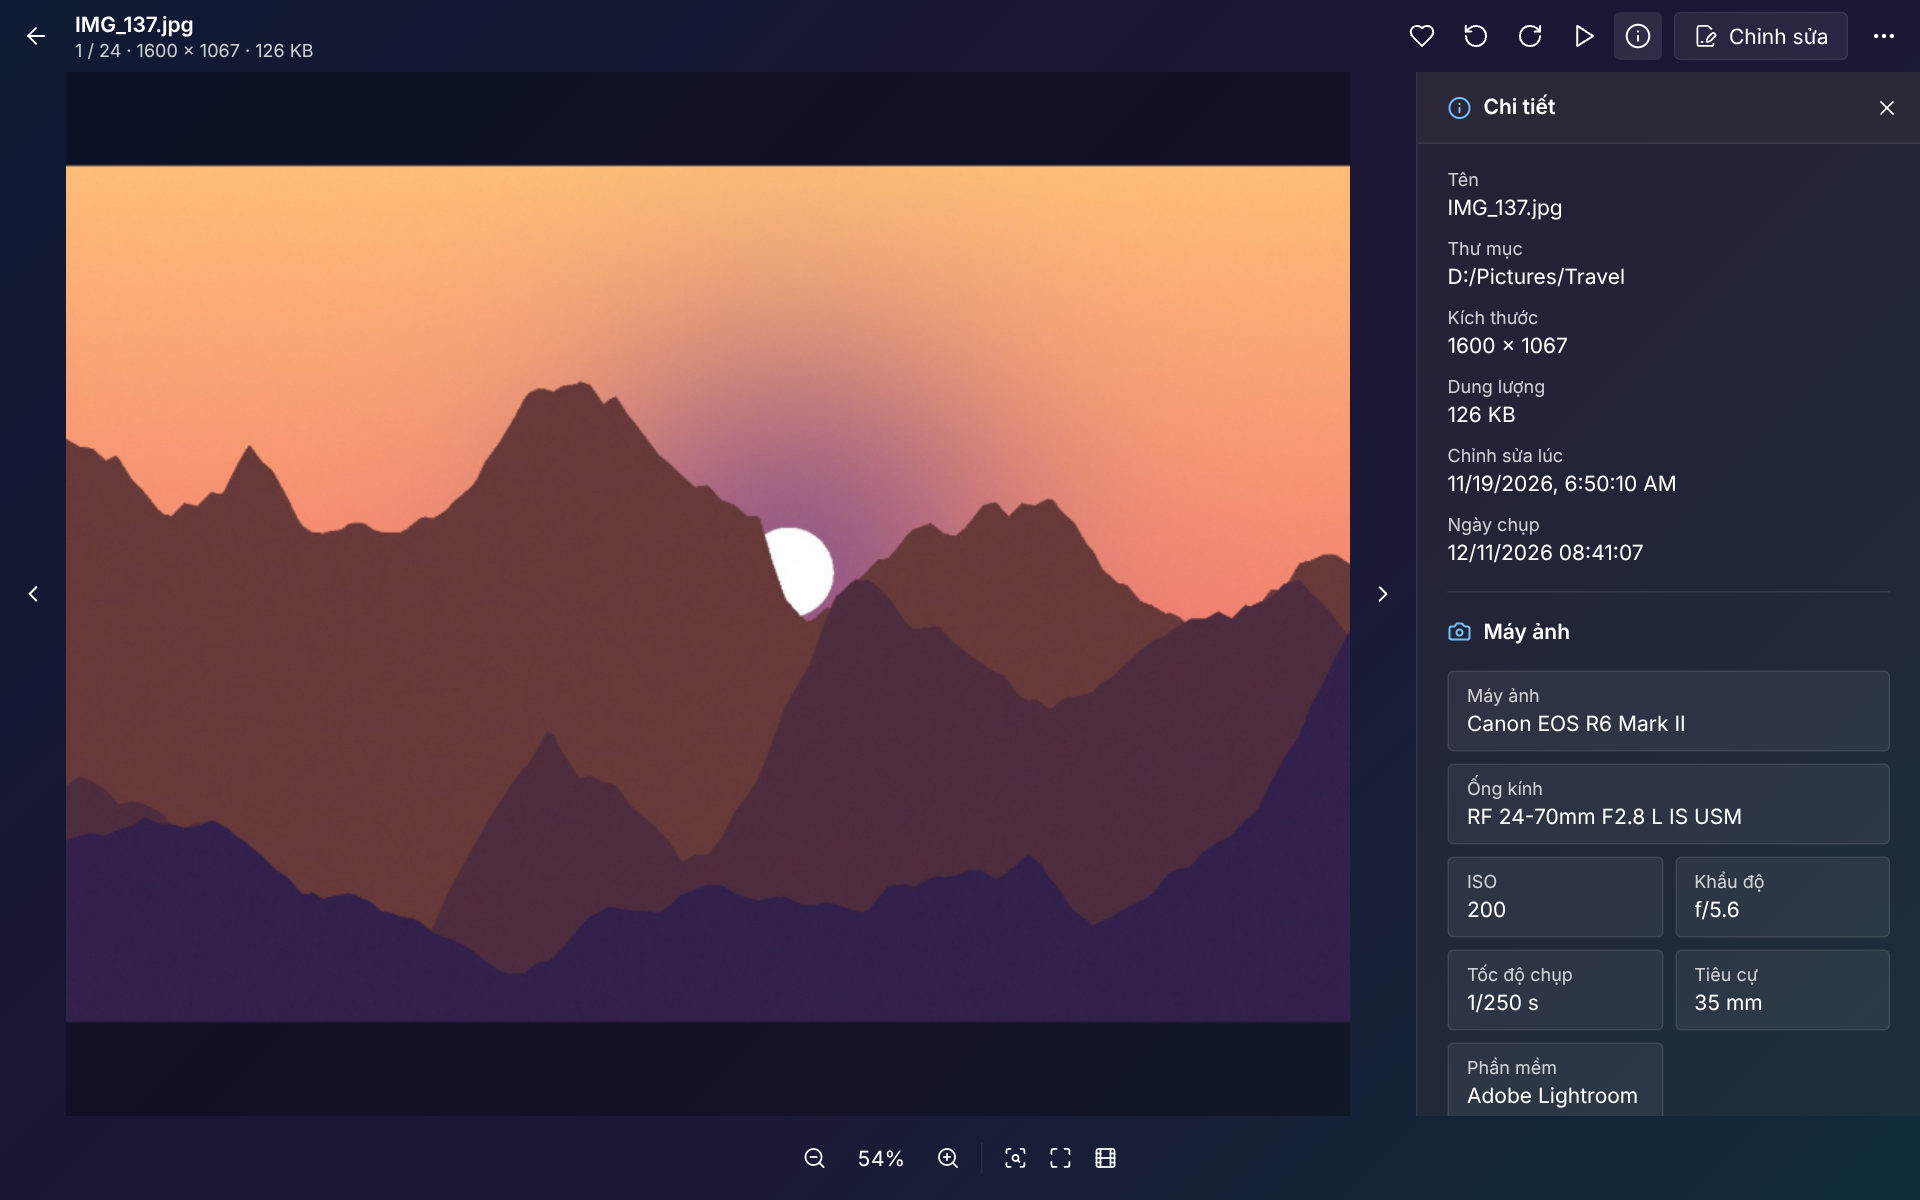 IMG_137.jpg
1 / 24 · 1600 × 1067 · 126 KB
Chỉnh sửa
Chi tiết
Tên
IMG_137.jpg
Thư mục
D:/Pictures/Travel
Kích thước
1600 × 1067
Dung lượng
126 KB
Chỉnh sửa lúc
11/19/2026, 6:50:10 AM
Ngày chụp
12/11/2026 08:41:07
Máy ảnh
Máy ảnh
Canon EOS R6 Mark II
Ống kính
RF 24-70mm F2.8 L IS USM
ISO
200
Khẩu độ
f/5.6
Tốc độ chụp
1/250 s
Tiêu cự
35 mm
Phần mềm
Adobe Lightroom
54%